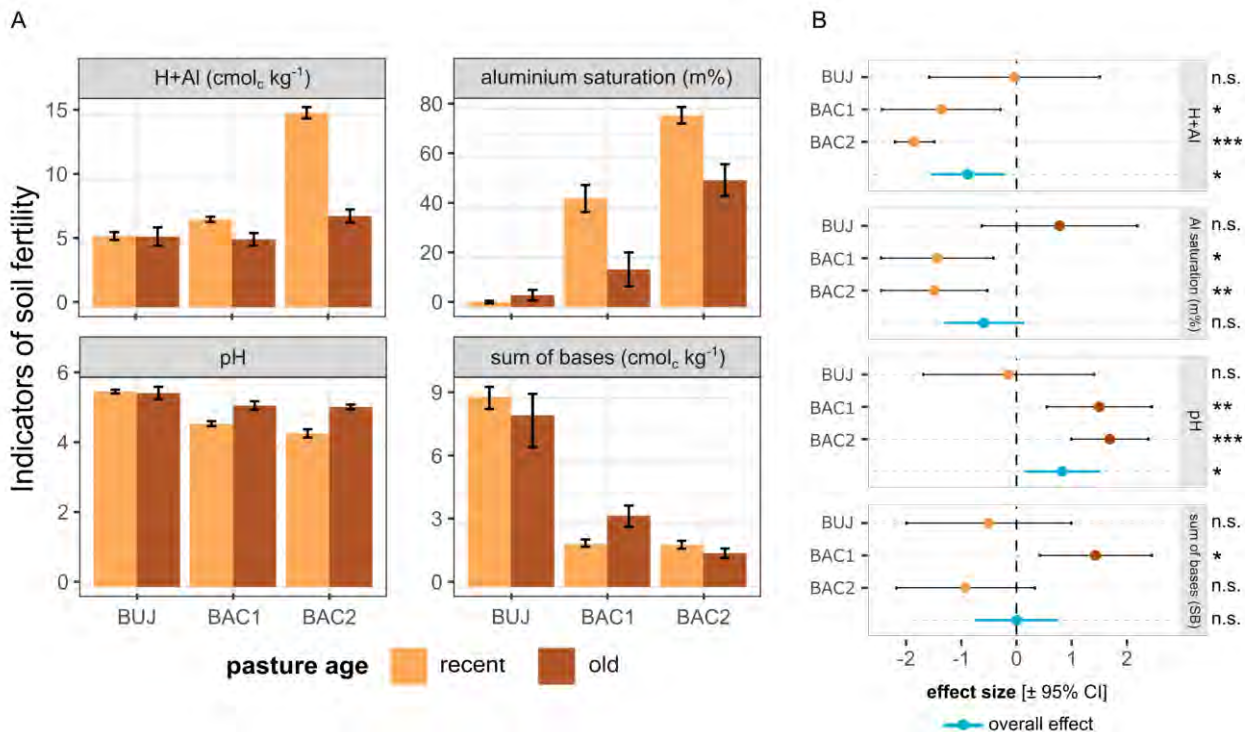 A
Indicators of soil fertility
H+Al (cmolc kg-1)
15
10
5
0
aluminium saturation (m%)
80
60
40
20
0
pH
6
4
2
0
BUJ BAC1 BAC2
sum of bases (cmolc kg-1)
9
6
3
0
BUJ BAC1 BAC2
pasture age recent old
B
BUJ n.s.
BAC1 *
BAC2 ***
*
H+Al
BUJ n.s.
BAC1 *
BAC2 **
n.s.
Al saturation (m%)
BUJ n.s.
BAC1 **
BAC2 ***
*
pH
BUJ n.s.
BAC1 *
BAC2 n.s.
n.s.
sum of bases (SB)
-2 -1 0 1 2
effect size [± 95% CI]
overall effect